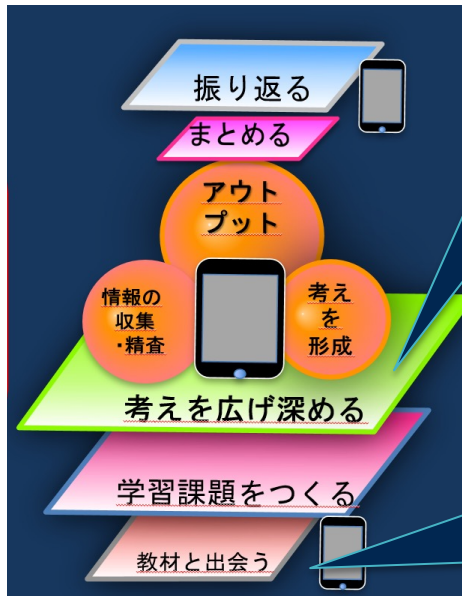 振り返る
まとめる
アウト
プット
情報の
収集
・精査
考え
を
形成
考えを広げ深める
学習課題をつくる
教材と出会う